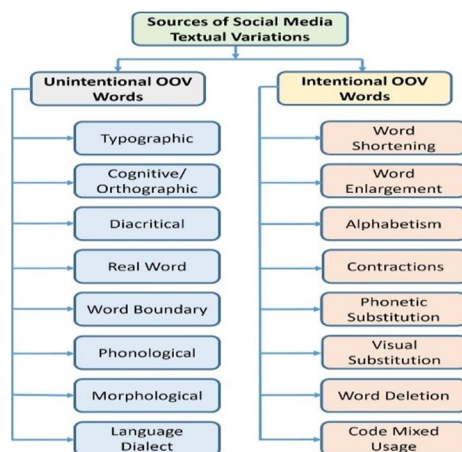 Sources of Social Media
Textual Variations
Unintentional OOV
Words
Typographic
Cognitive/
Orthographic
Diacritical
Real Word
Word Boundary
Phonological
Morphological
Language
Dialect
Intentional OOV
Words
Word
Shortening
Word
Enlargement
Alphabetism
Contractions
Phonetic
Substitution
Visual
Substitution
Word Deletion
Code Mixed
Usage